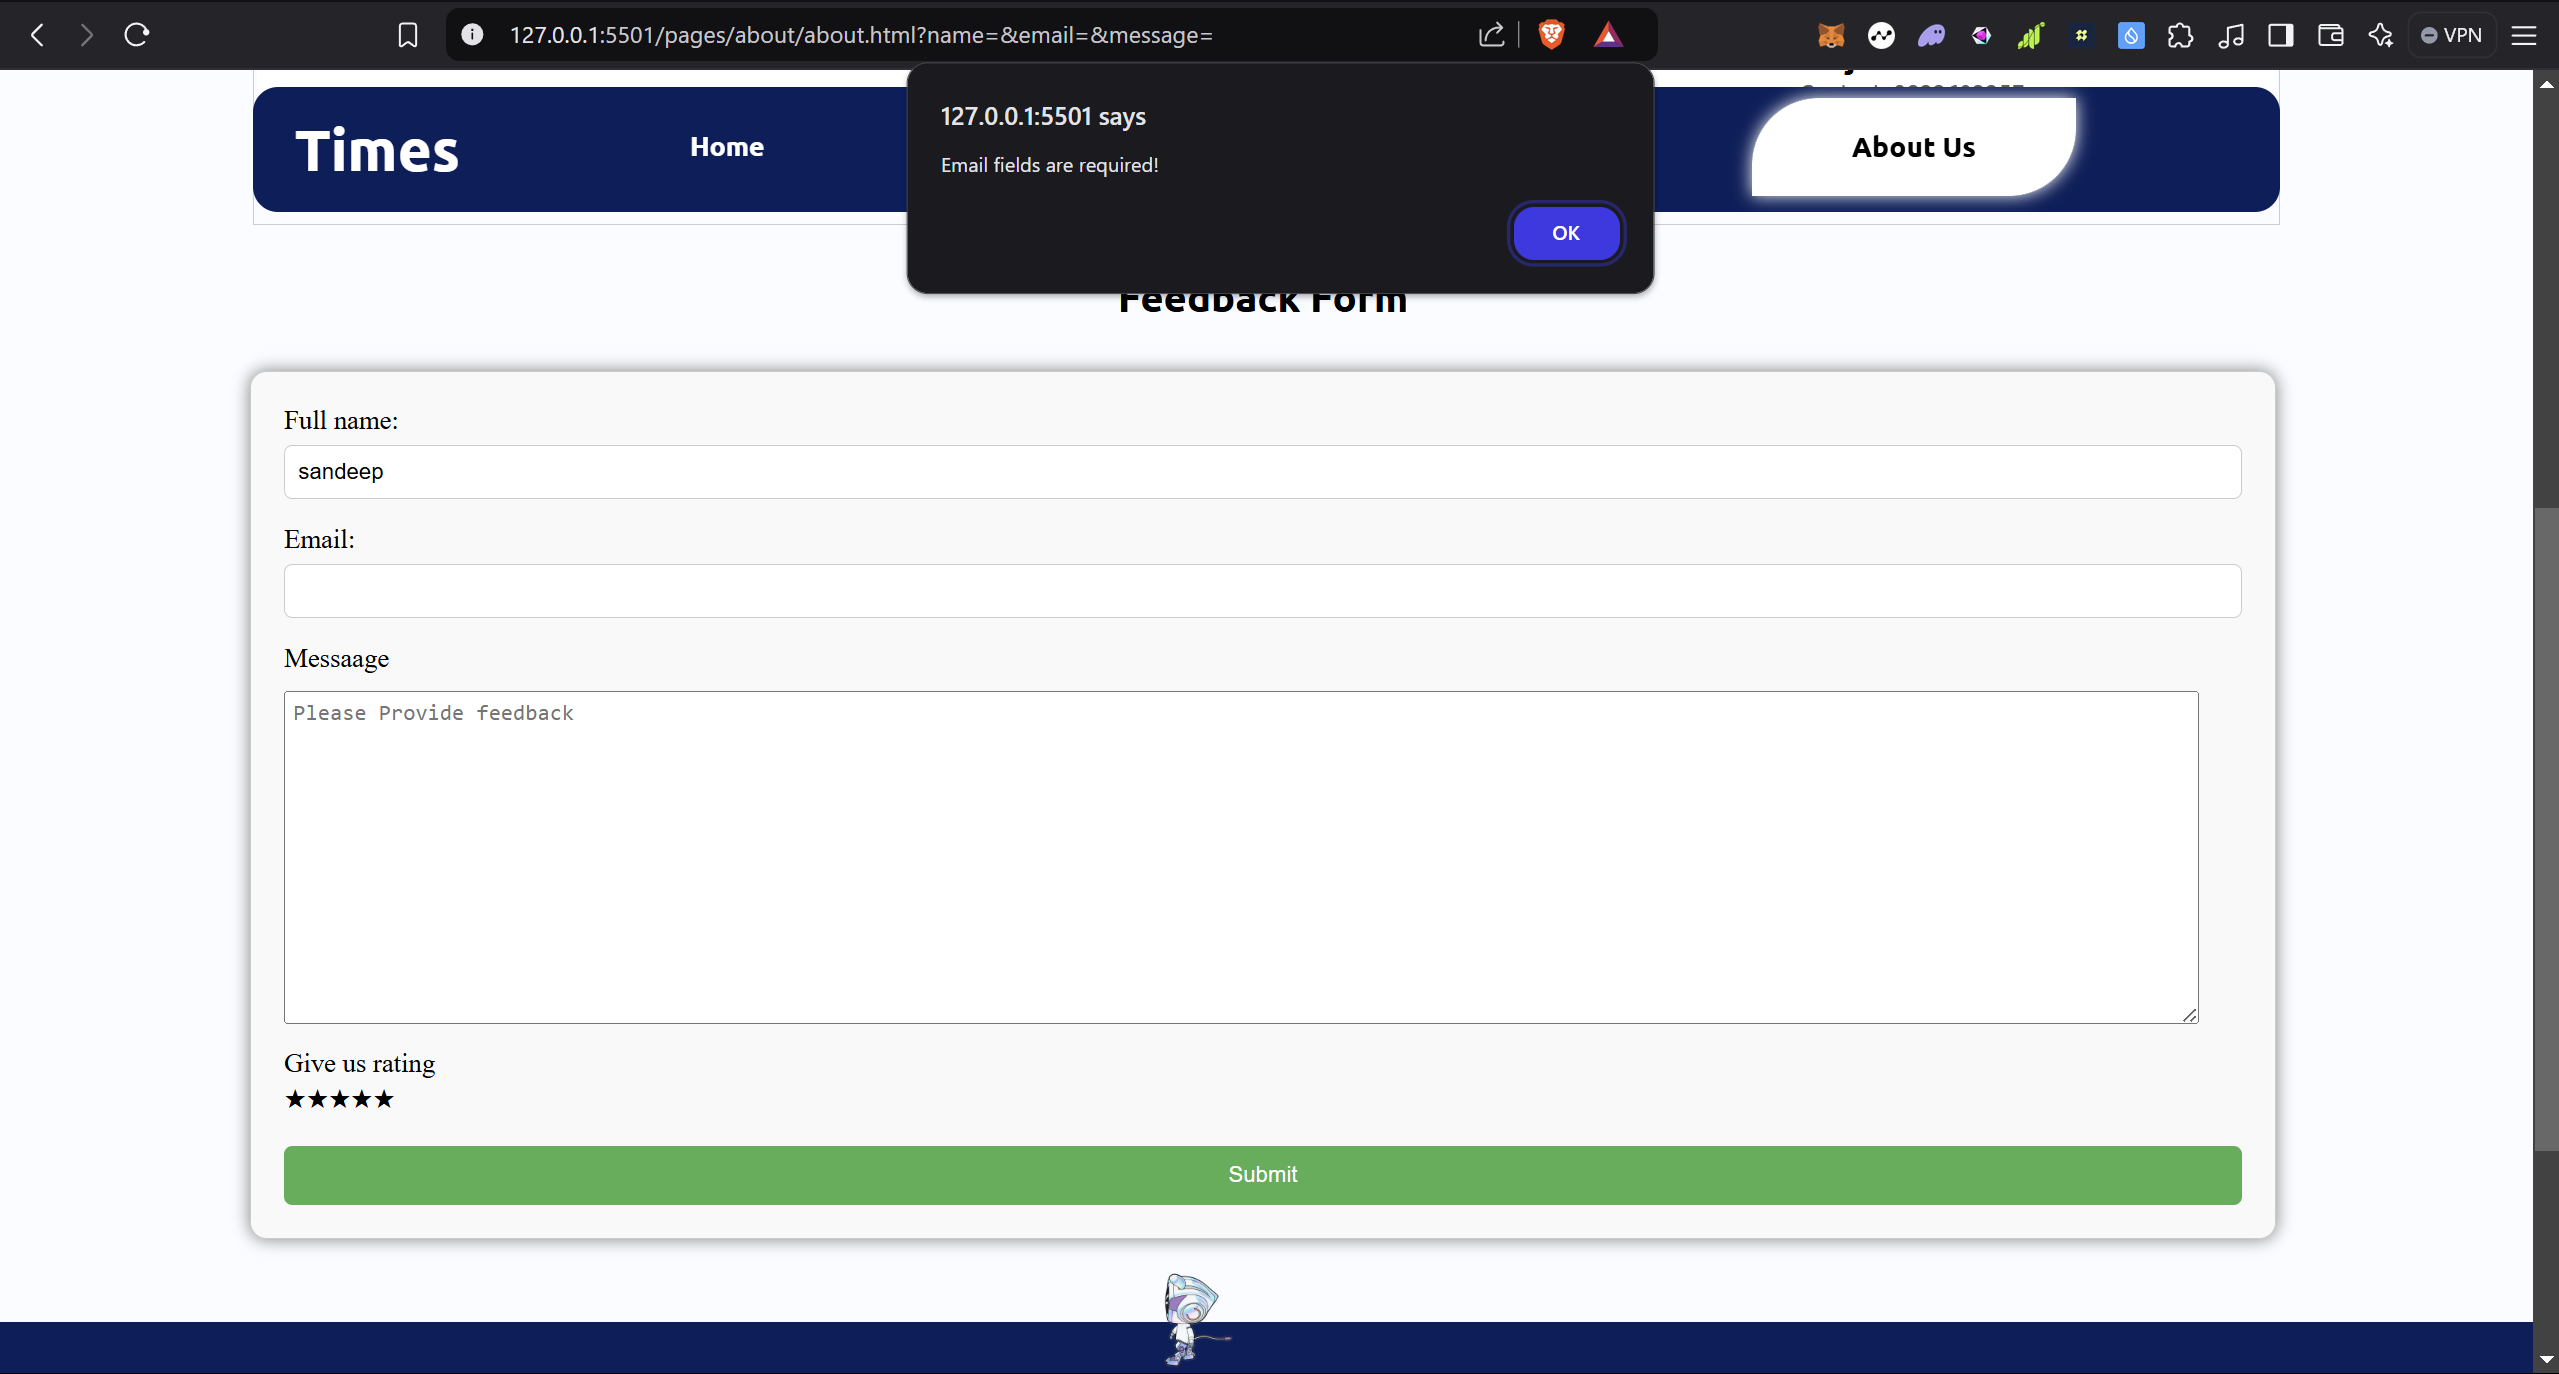 127.0.0.1:5501/pages/about/about.html?name=&email=&message=
VPN
127.0.0.1:5501 says
Email fields are required!
OK
Times
Home
About Us
Feedback Form
Full name:
sandeep
Email:
Messaage
Please Provide feedback
Give us rating
★★★★★
Submit